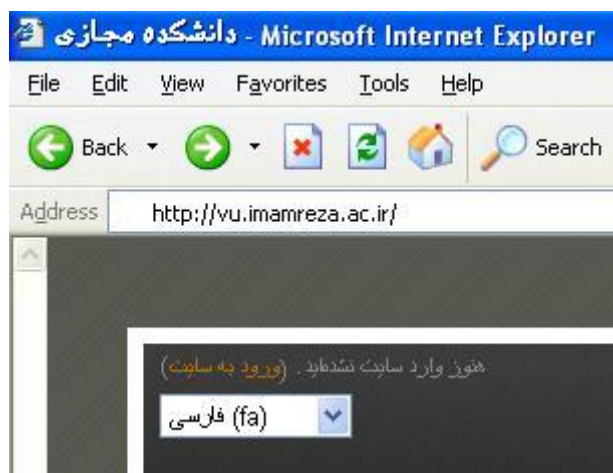 دانشکده مجازی - Microsoft Internet Explorer
File Edit View Favorites Tools Help
Back Search
Address http://vu.imamreza.ac.ir/
هنوز وارد سایت نشده‌اید. (ورود به سایت)
فارسی (fa)